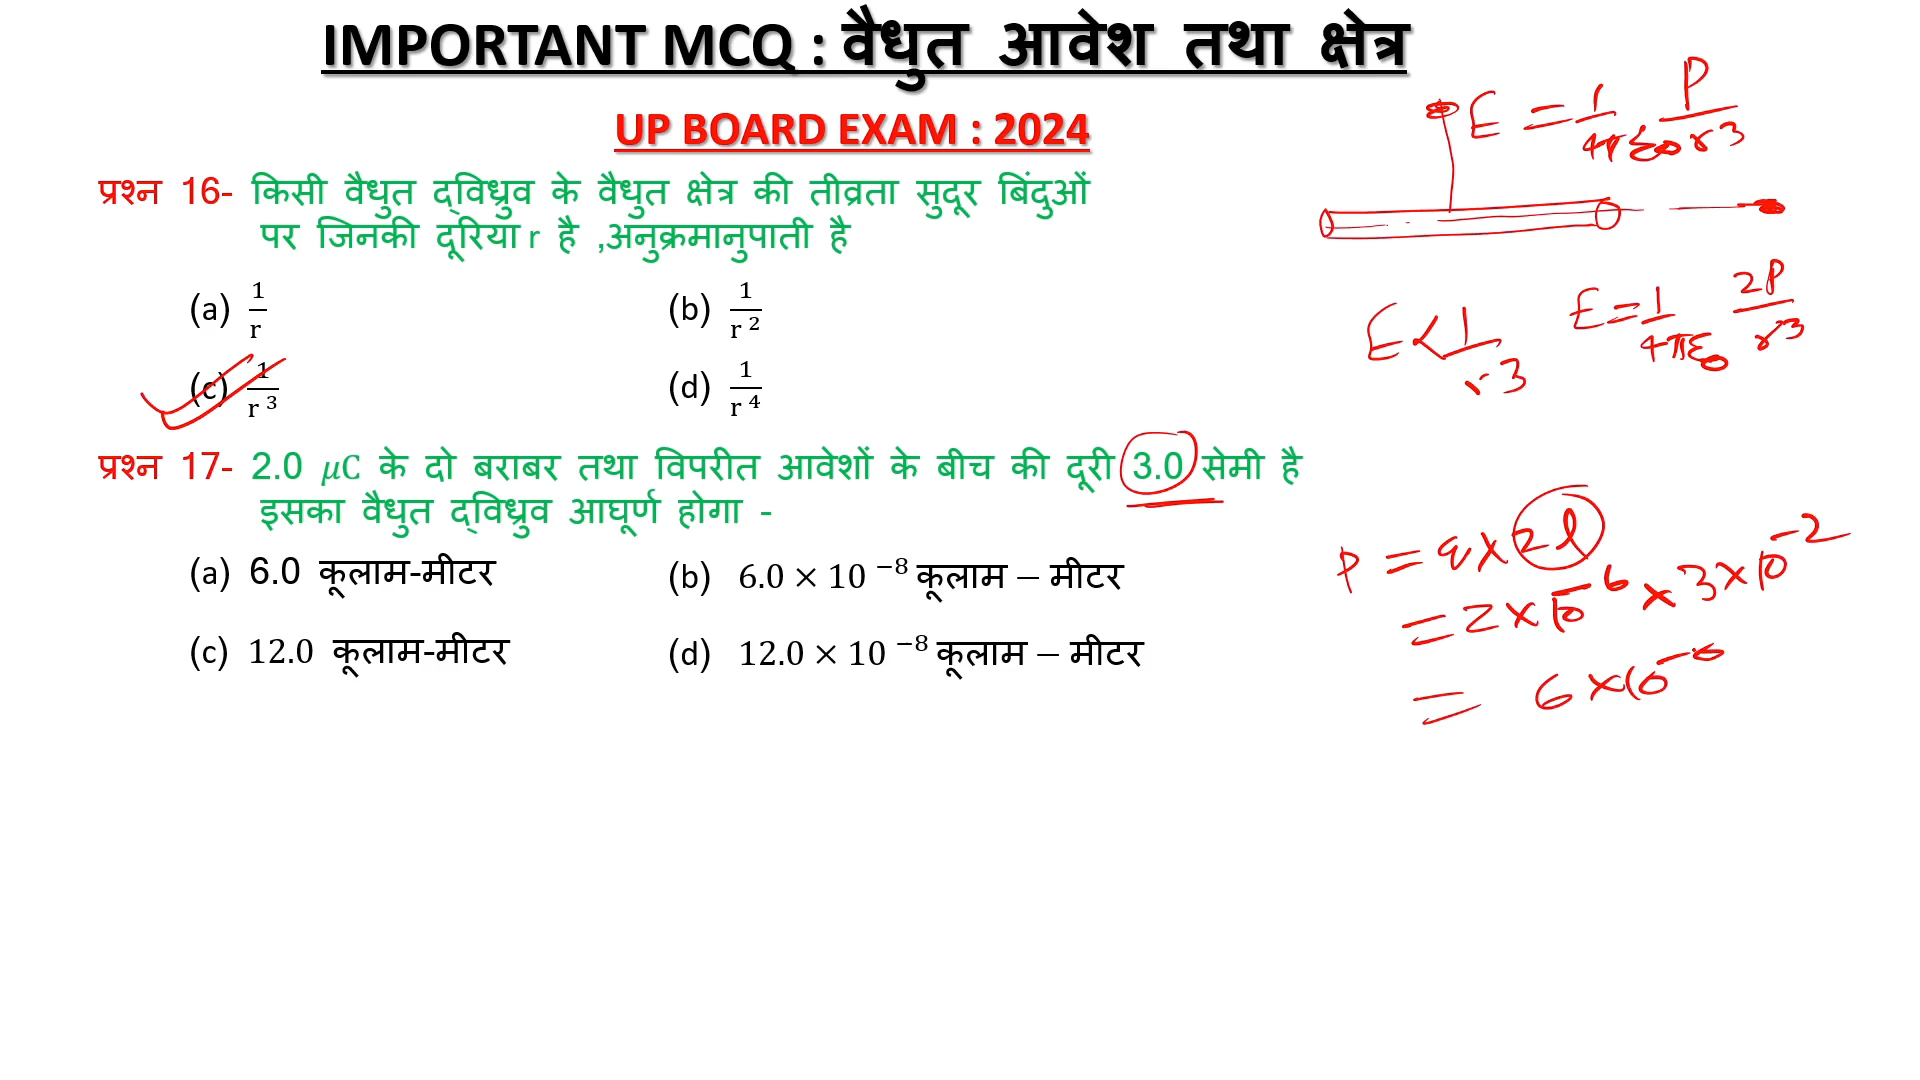 IMPORTANT MCQ : वैधुत आवेश तथा क्षेत्र
UP BOARD EXAM : 2024
प्रश्न 16- किसी वैधुत द्विध्रुव के वैधुत क्षेत्र की तीव्रता सुदूर बिंदुओं
पर जिनकी दूरिया r है ,अनुक्रमानुपाती है
(a) 1/r (b) 1/r ²
(c) 1/r ³ (d) 1/r ⁴
प्रश्न 17- 2.0 μC के दो बराबर तथा विपरीत आवेशों के बीच की दूरी 3.0 सेमी है
इसका वैधुत द्विध्रुव आघूर्ण होगा -
(a) 6.0 कूलाम-मीटर (b) 6.0 × 10 ⁻⁸ कूलाम – मीटर
(c) 12.0 कूलाम-मीटर (d) 12.0 × 10 ⁻⁸ कूलाम – मीटर
E = 1/4πε₀ P/r³
E = 1/4πε₀ 2P/r³
E ∝ 1/r³
P = q × 2l
= 2 × 10⁻⁶ × 3 × 10⁻²
= 6 × 10⁻⁸